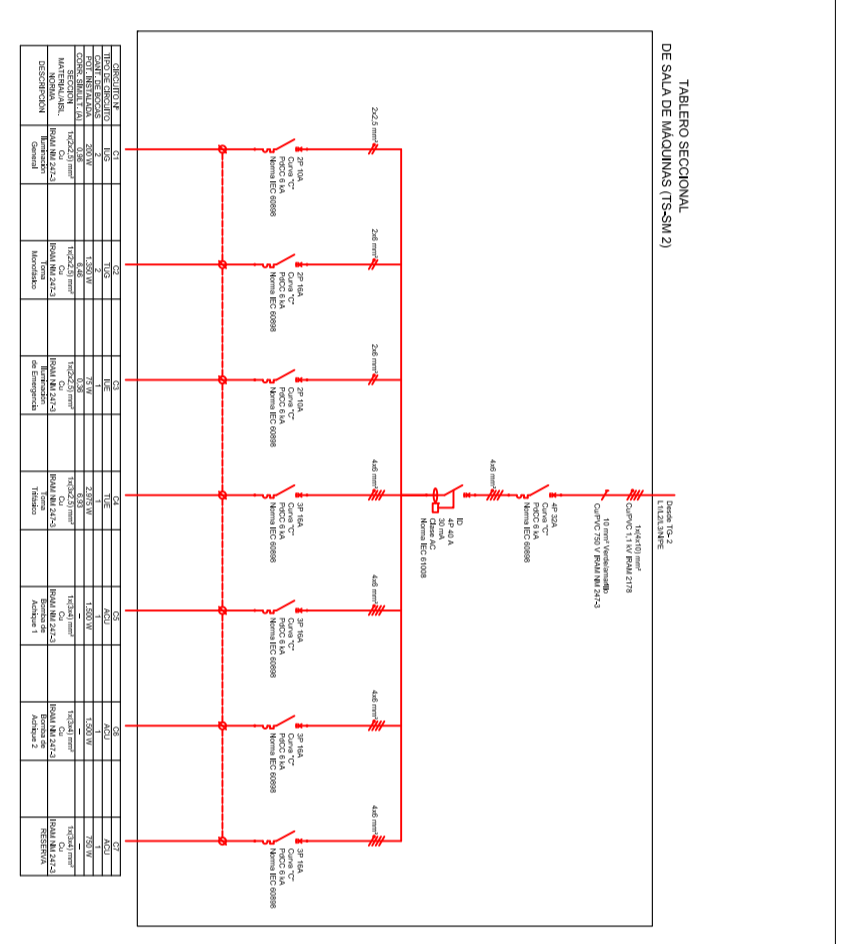 TABLERO SECCIONAL
DE SALA DE MÁQUINAS (TS-SM 2)
Desde TG- 2
L1/L2/L3/N/PE
1x(4x10) mm²
Cu/PVC 1,1 kV IRAM 2178
10 mm² Verde/amarillo
Cu/PVC 750 V IRAM NM 247-3
4P 32A
Curva "C"
PdCC 6 kA
Norma IEC 60898
4x6 mm²
ID
4P 40 A
30 mA
Clase AC
Norma IEC 61008
2x2,5 mm²
2x6 mm²
2x6 mm²
4x6 mm²
4x6 mm²
4x6 mm²
4x6 mm²
2P 10A
Curva "C"
PdCC 6 kA
Norma IEC 60898
2P 16A
Curva "C"
PdCC 6 kA
Norma IEC 60898
2P 10A
Curva "C"
PdCC 6 kA
Norma IEC 60898
3P 16A
Curva "C"
PdCC 6 kA
Norma IEC 60898
3P 16A
Curva "C"
PdCC 6 kA
Norma IEC 60898
3P 16A
Curva "C"
PdCC 6 kA
Norma IEC 60898
3P 16A
Curva "C"
PdCC 6 kA
Norma IEC 60898
CIRCUITO Nº C1 C2 C3 C4 C5 C6 C7
TIPO DE CIRCUITO IUG TUG IUE TUE ACU ACU ACU
CANT. DE BOCAS 2 2 1 1 1 1 1
POT. INSTALADA 200 W 1.350 W 75 W 2.975 W 1.500 W 1.500 W 750 W
CORR. SIMULT. (A) 0,96 6,46 0,36 6,93 – – –
SECCIÓN 1x(2x2,5) mm² 1x(2x2,5) mm² 1x(2x2,5) mm² 1x(3x2,5) mm² 1x(3x4) mm² 1x(3x4) mm² 1x(3x4) mm²
MATERIAL/AISL. Cu Cu Cu Cu Cu Cu Cu
NORMA IRAM NM 247-3 IRAM NM 247-3 IRAM NM 247-3 IRAM NM 247-3 IRAM NM 247-3 IRAM NM 247-3 IRAM NM 247-3
DESCRIPCIÓN Iluminación Toma Iluminación Toma Bomba de Bomba de RESERVA
General Monofásico de Emergencia Trifásico Achique 1 Achique 2